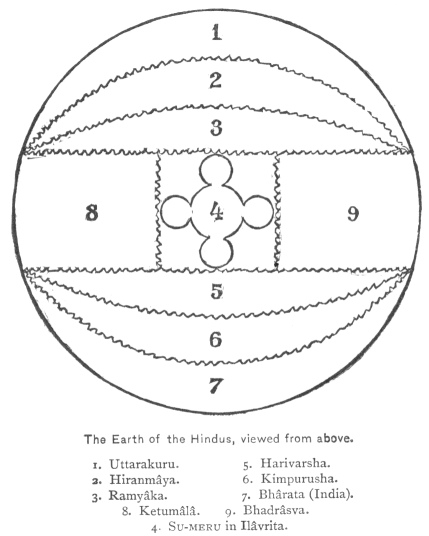 1
2
3
8 4 9
5
6
7
The Earth of the Hindus, viewed from above.
1. Uttarakuru. 5. Harivarsha.
2. Hiranmâya. 6. Kimpurusha.
3. Ramyâka. 7. Bhârata (India).
8. Ketumâlâ. 9. Bhadrâsva.
4. SU-MERU in Ilâvrita.